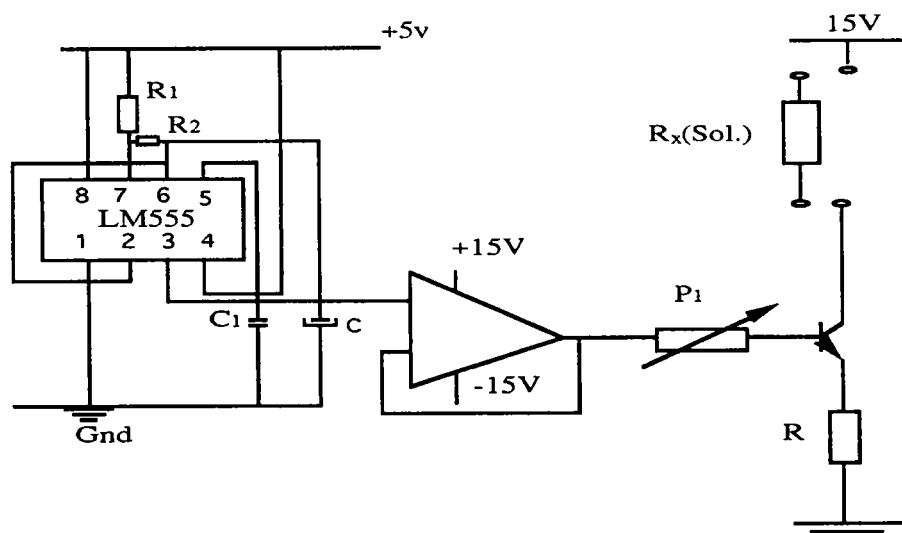 +5v
15V
R1
R2
Rx(Sol.)
8 7 6 5
LM555
1 2 3 4
+15V
P1
C1
C
-15V
Gnd
R